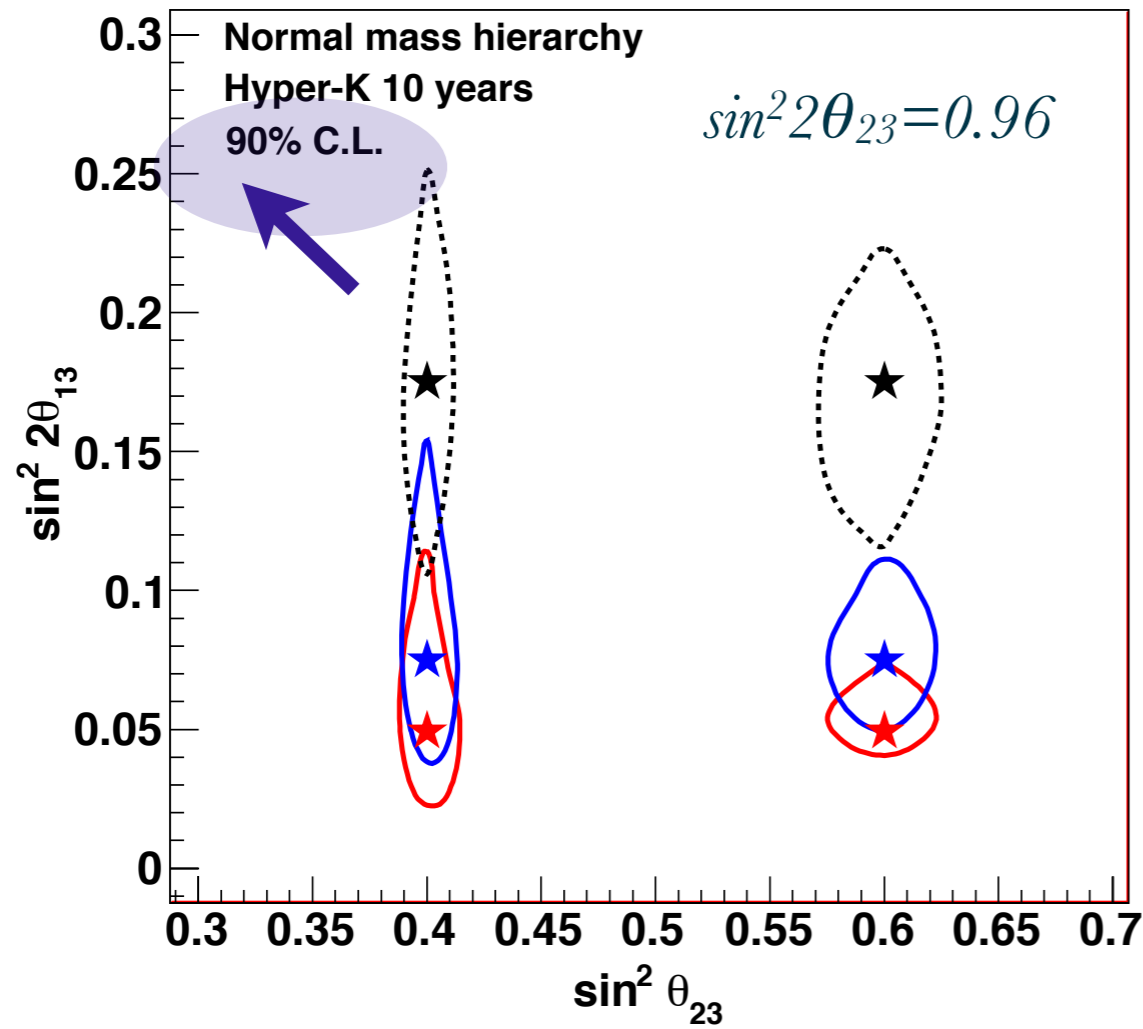 Normal mass hierarchy
Hyper-K 10 years
90% C.L.
sin²2θ₂₃=0.96
0.3
0.25
0.2
0.15
0.1
0.05
0
sin² 2θ₁₃
0.3 0.35 0.4 0.45 0.5 0.55 0.6 0.65 0.7
sin² θ₂₃